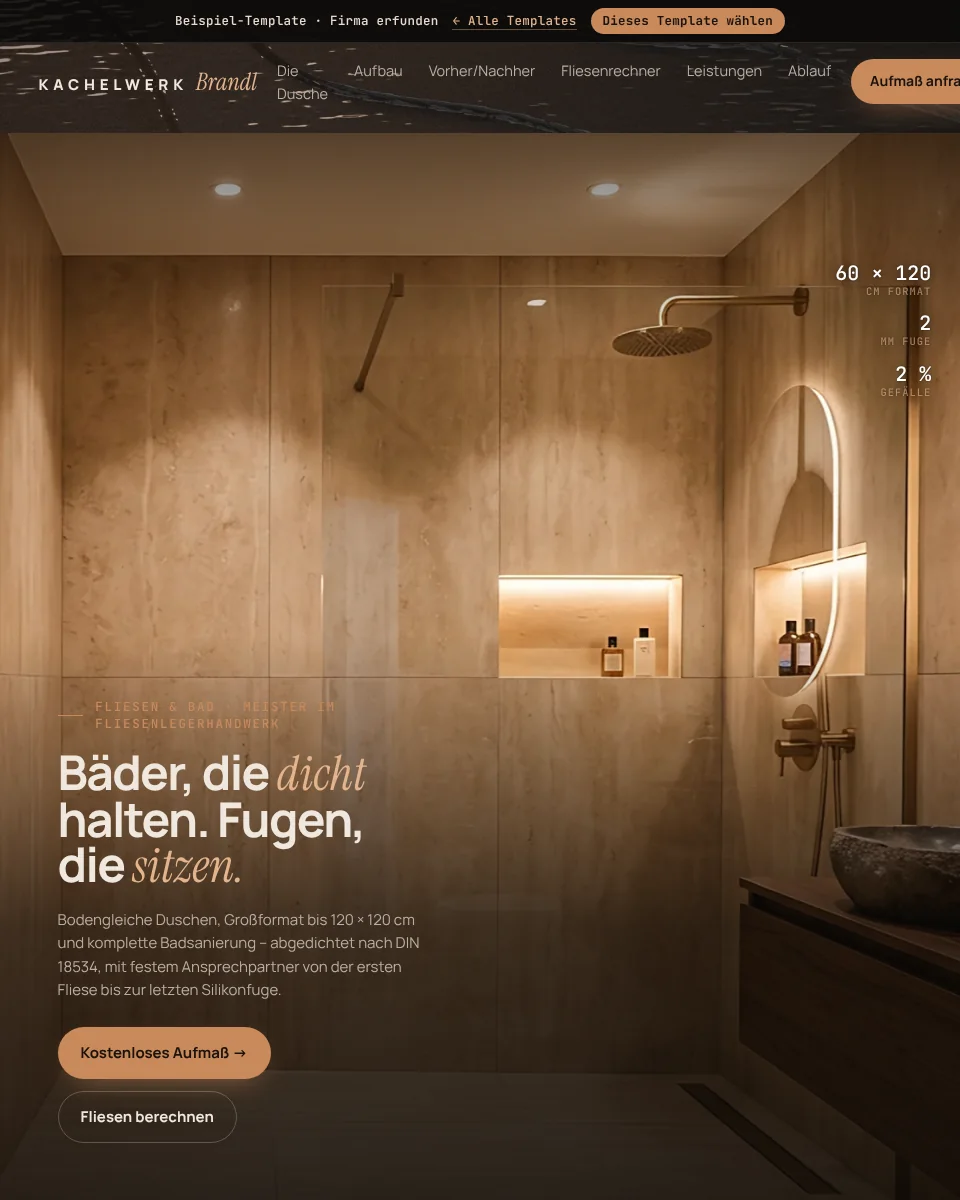 Beispiel-Template · Firma erfunden ← Alle Templates Dieses Template wählen
KACHELWERK Brandl
Die Dusche
Aufbau
Vorher/Nachher
Fliesenrechner
Leistungen
Ablauf
Aufmaß anfra
60 × 120
CM FORMAT
2
MM FUGE
2 %
GEFÄLLE
FLIESEN & BAD · MEISTER IM
FLIESENLEGERHANDWERK
Bäder, die dicht
halten. Fugen,
die sitzen.
Bodengleiche Duschen, Großformat bis 120 × 120 cm
und komplette Badsanierung – abgedichtet nach DIN
18534, mit festem Ansprechpartner von der ersten
Fliese bis zur letzten Silikonfuge.
Kostenloses Aufmaß →
Fliesen berechnen